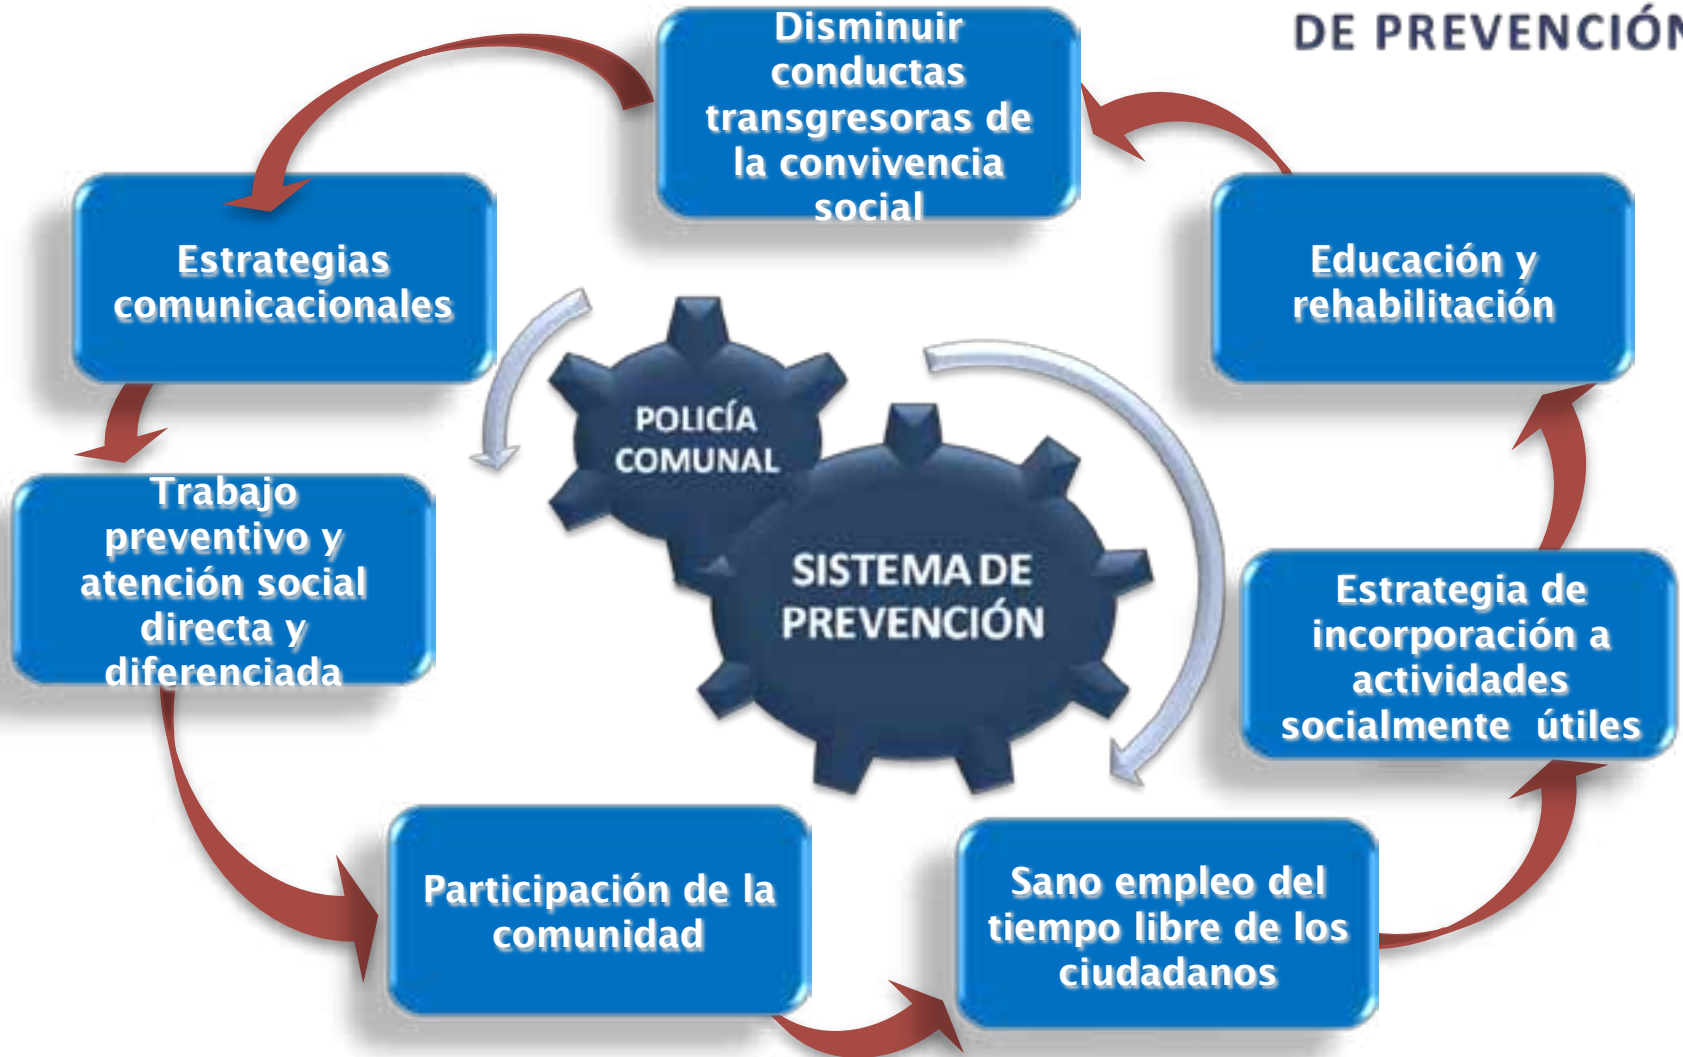 DE PREVENCIÓN
Disminuir
conductas
transgresoras de
la convivencia
social
Estrategias
comunicacionales
Educación y
rehabilitación
POLICÍA
COMUNAL
Trabajo
preventivo y
atención social
directa y
diferenciada
SISTEMA DE
PREVENCIÓN
Estrategia de
incorporación a
actividades
socialmente útiles
Participación de la
comunidad
Sano empleo del
tiempo libre de los
ciudadanos